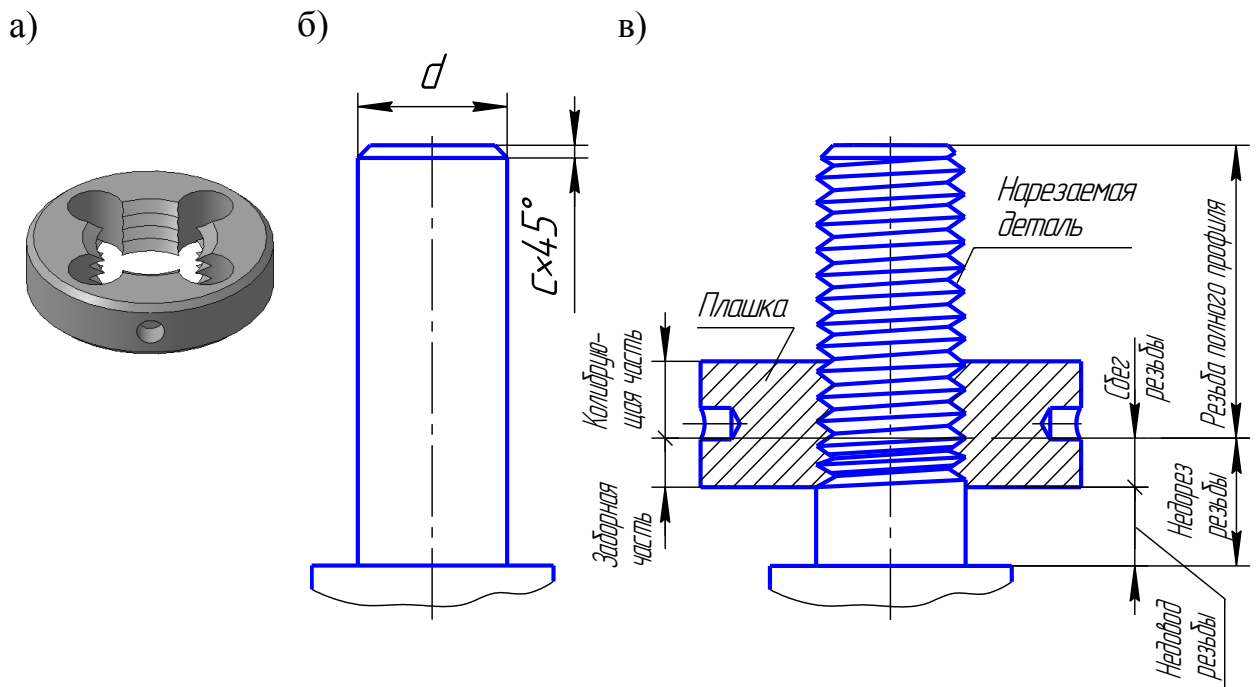 а)
б)
в)
d
c×45°
Нарезаемая
деталь
Плашка
Калибрую-
щая часть
Заборная
часть
Сбег
резьбы
Резьба полного профиля
Недорез
резьбы
Недовод
резьбы